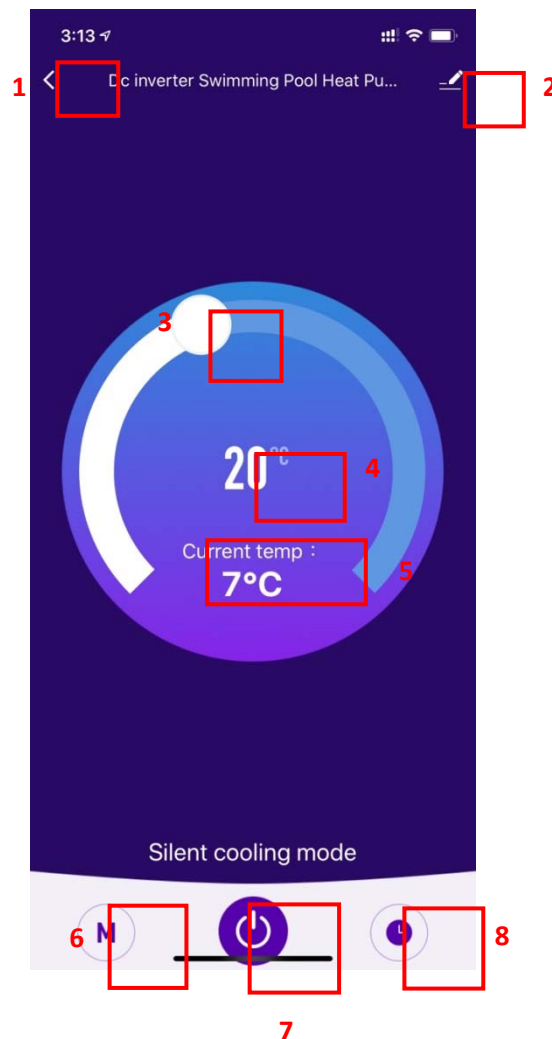 3:13
1
Dc inverter Swimming Pool Heat Pu...
2
3
20°C
4
Current temp :
7°C
5
Silent cooling mode
6
M
8
7